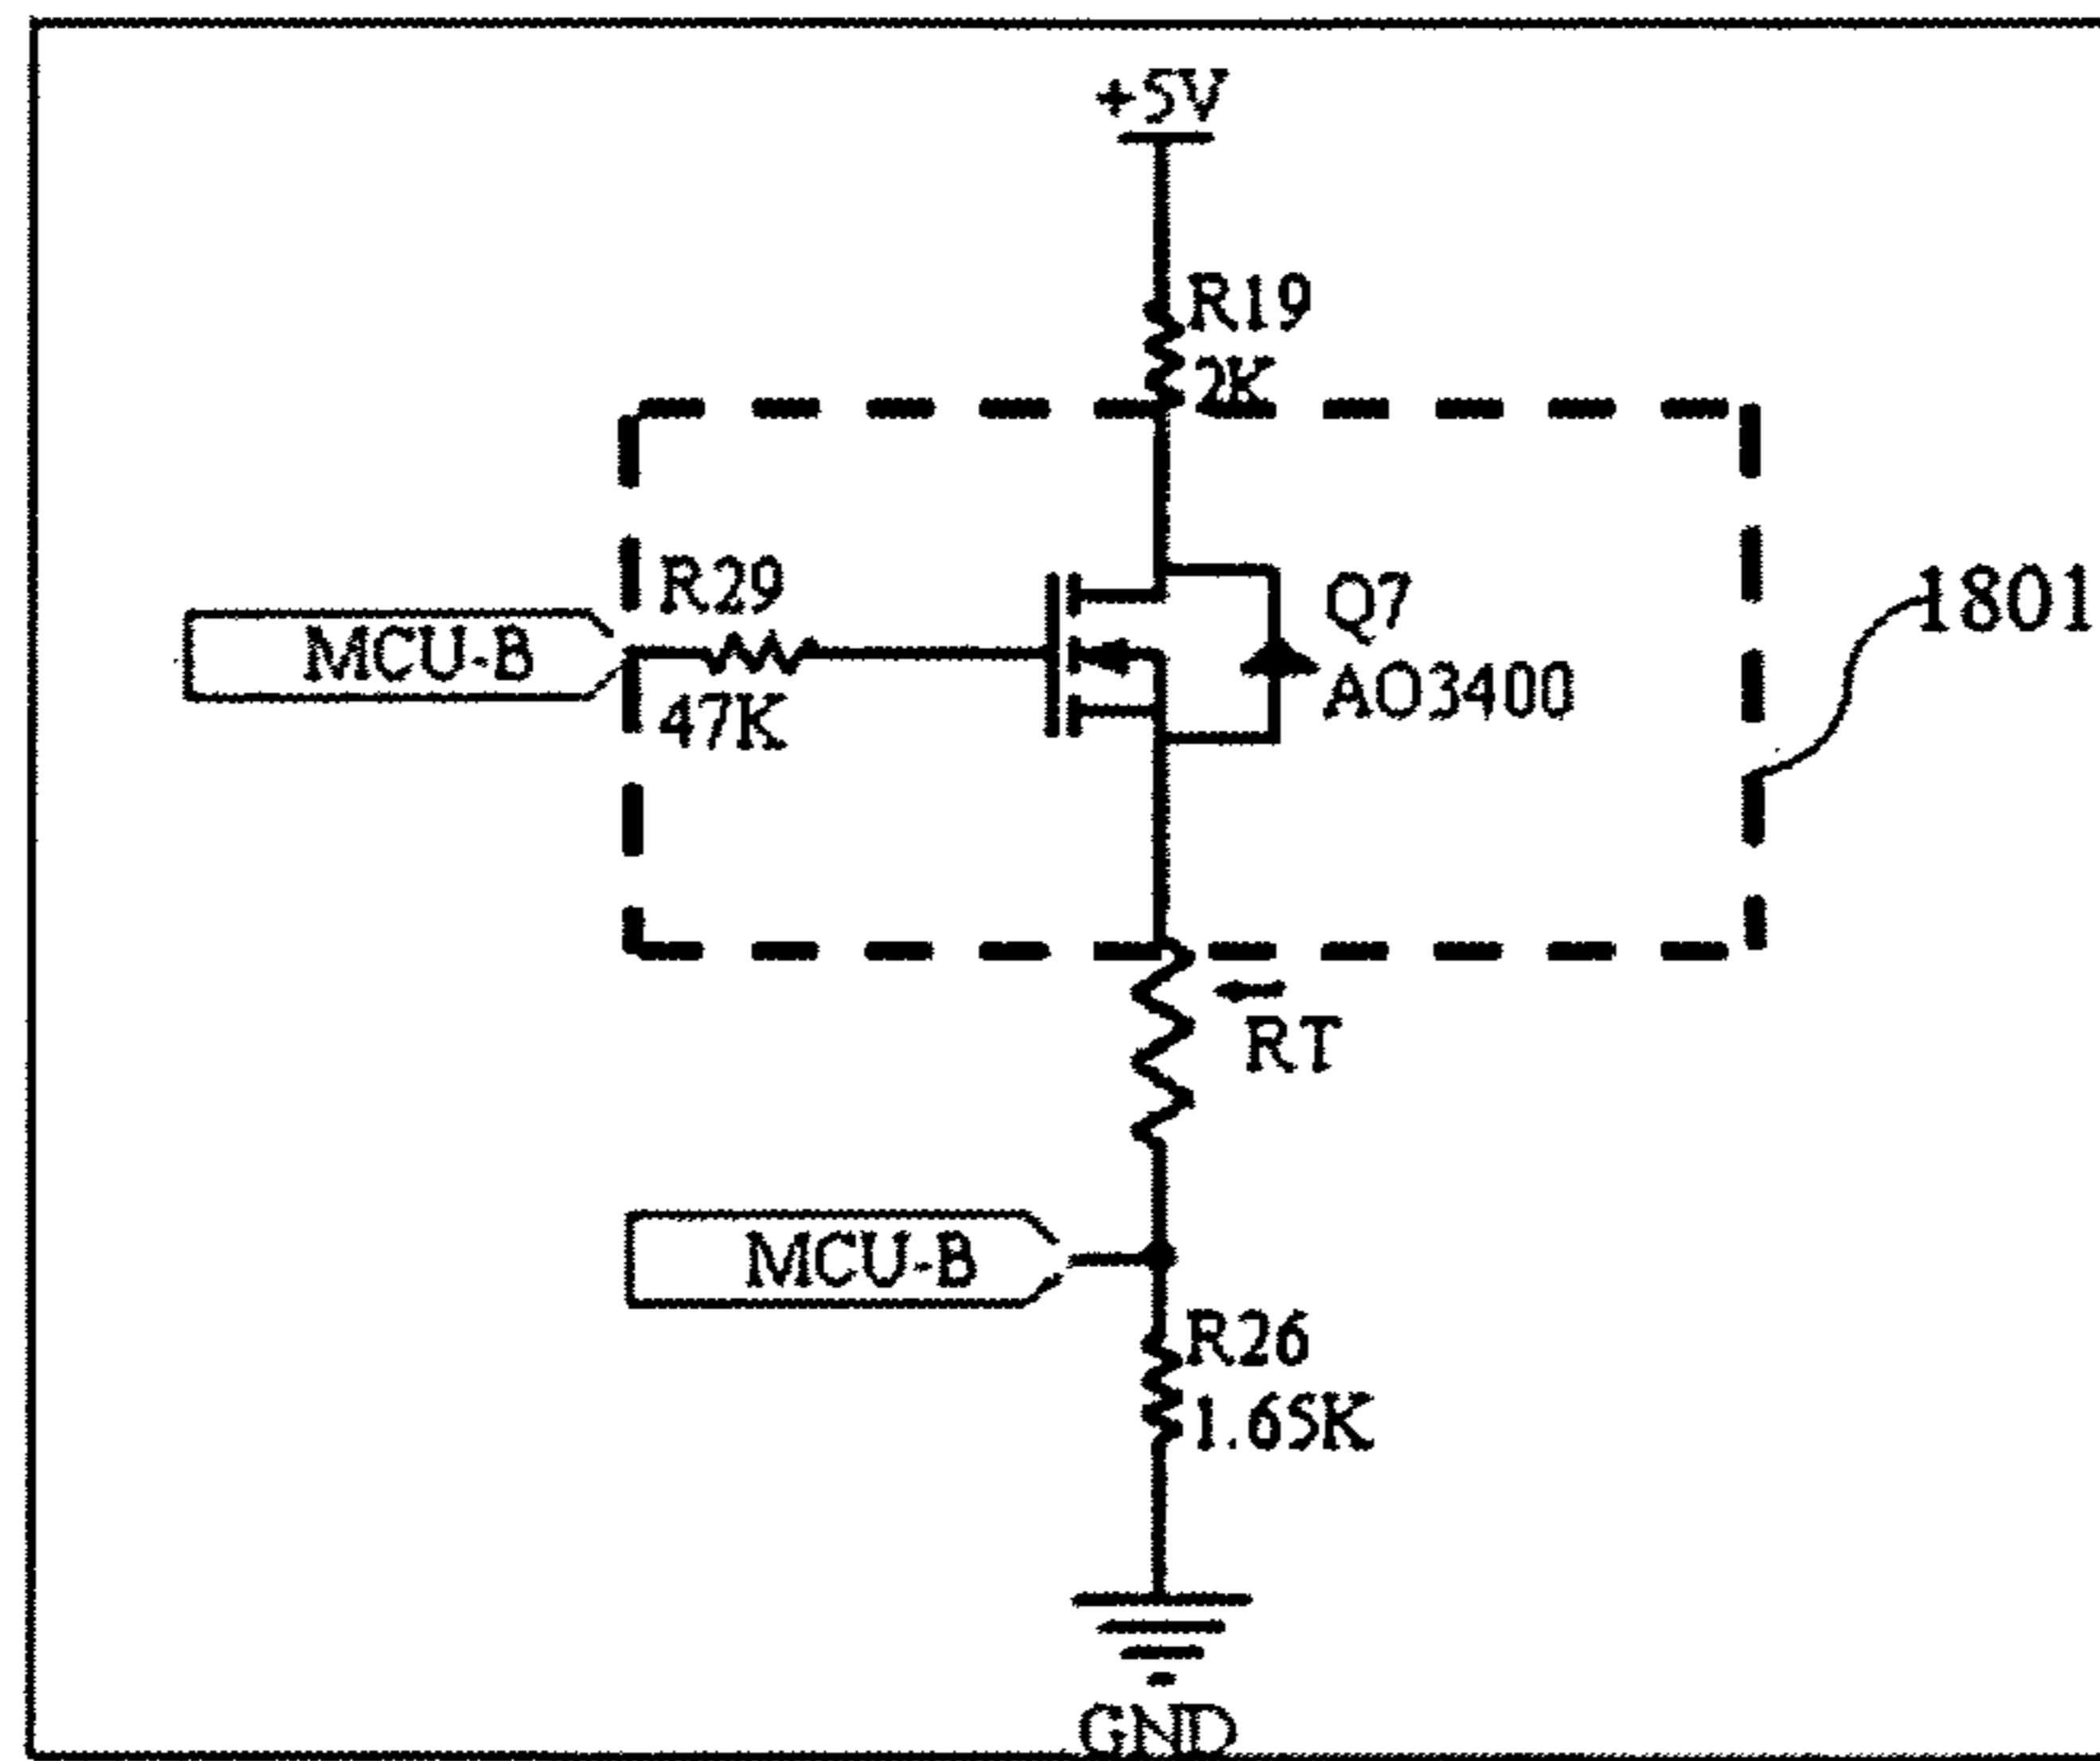 +5V
R19
2K
R29
MCU-B
47K
Q7
AO3400
1801
RT
MCU-B
R26
1.65K
GND